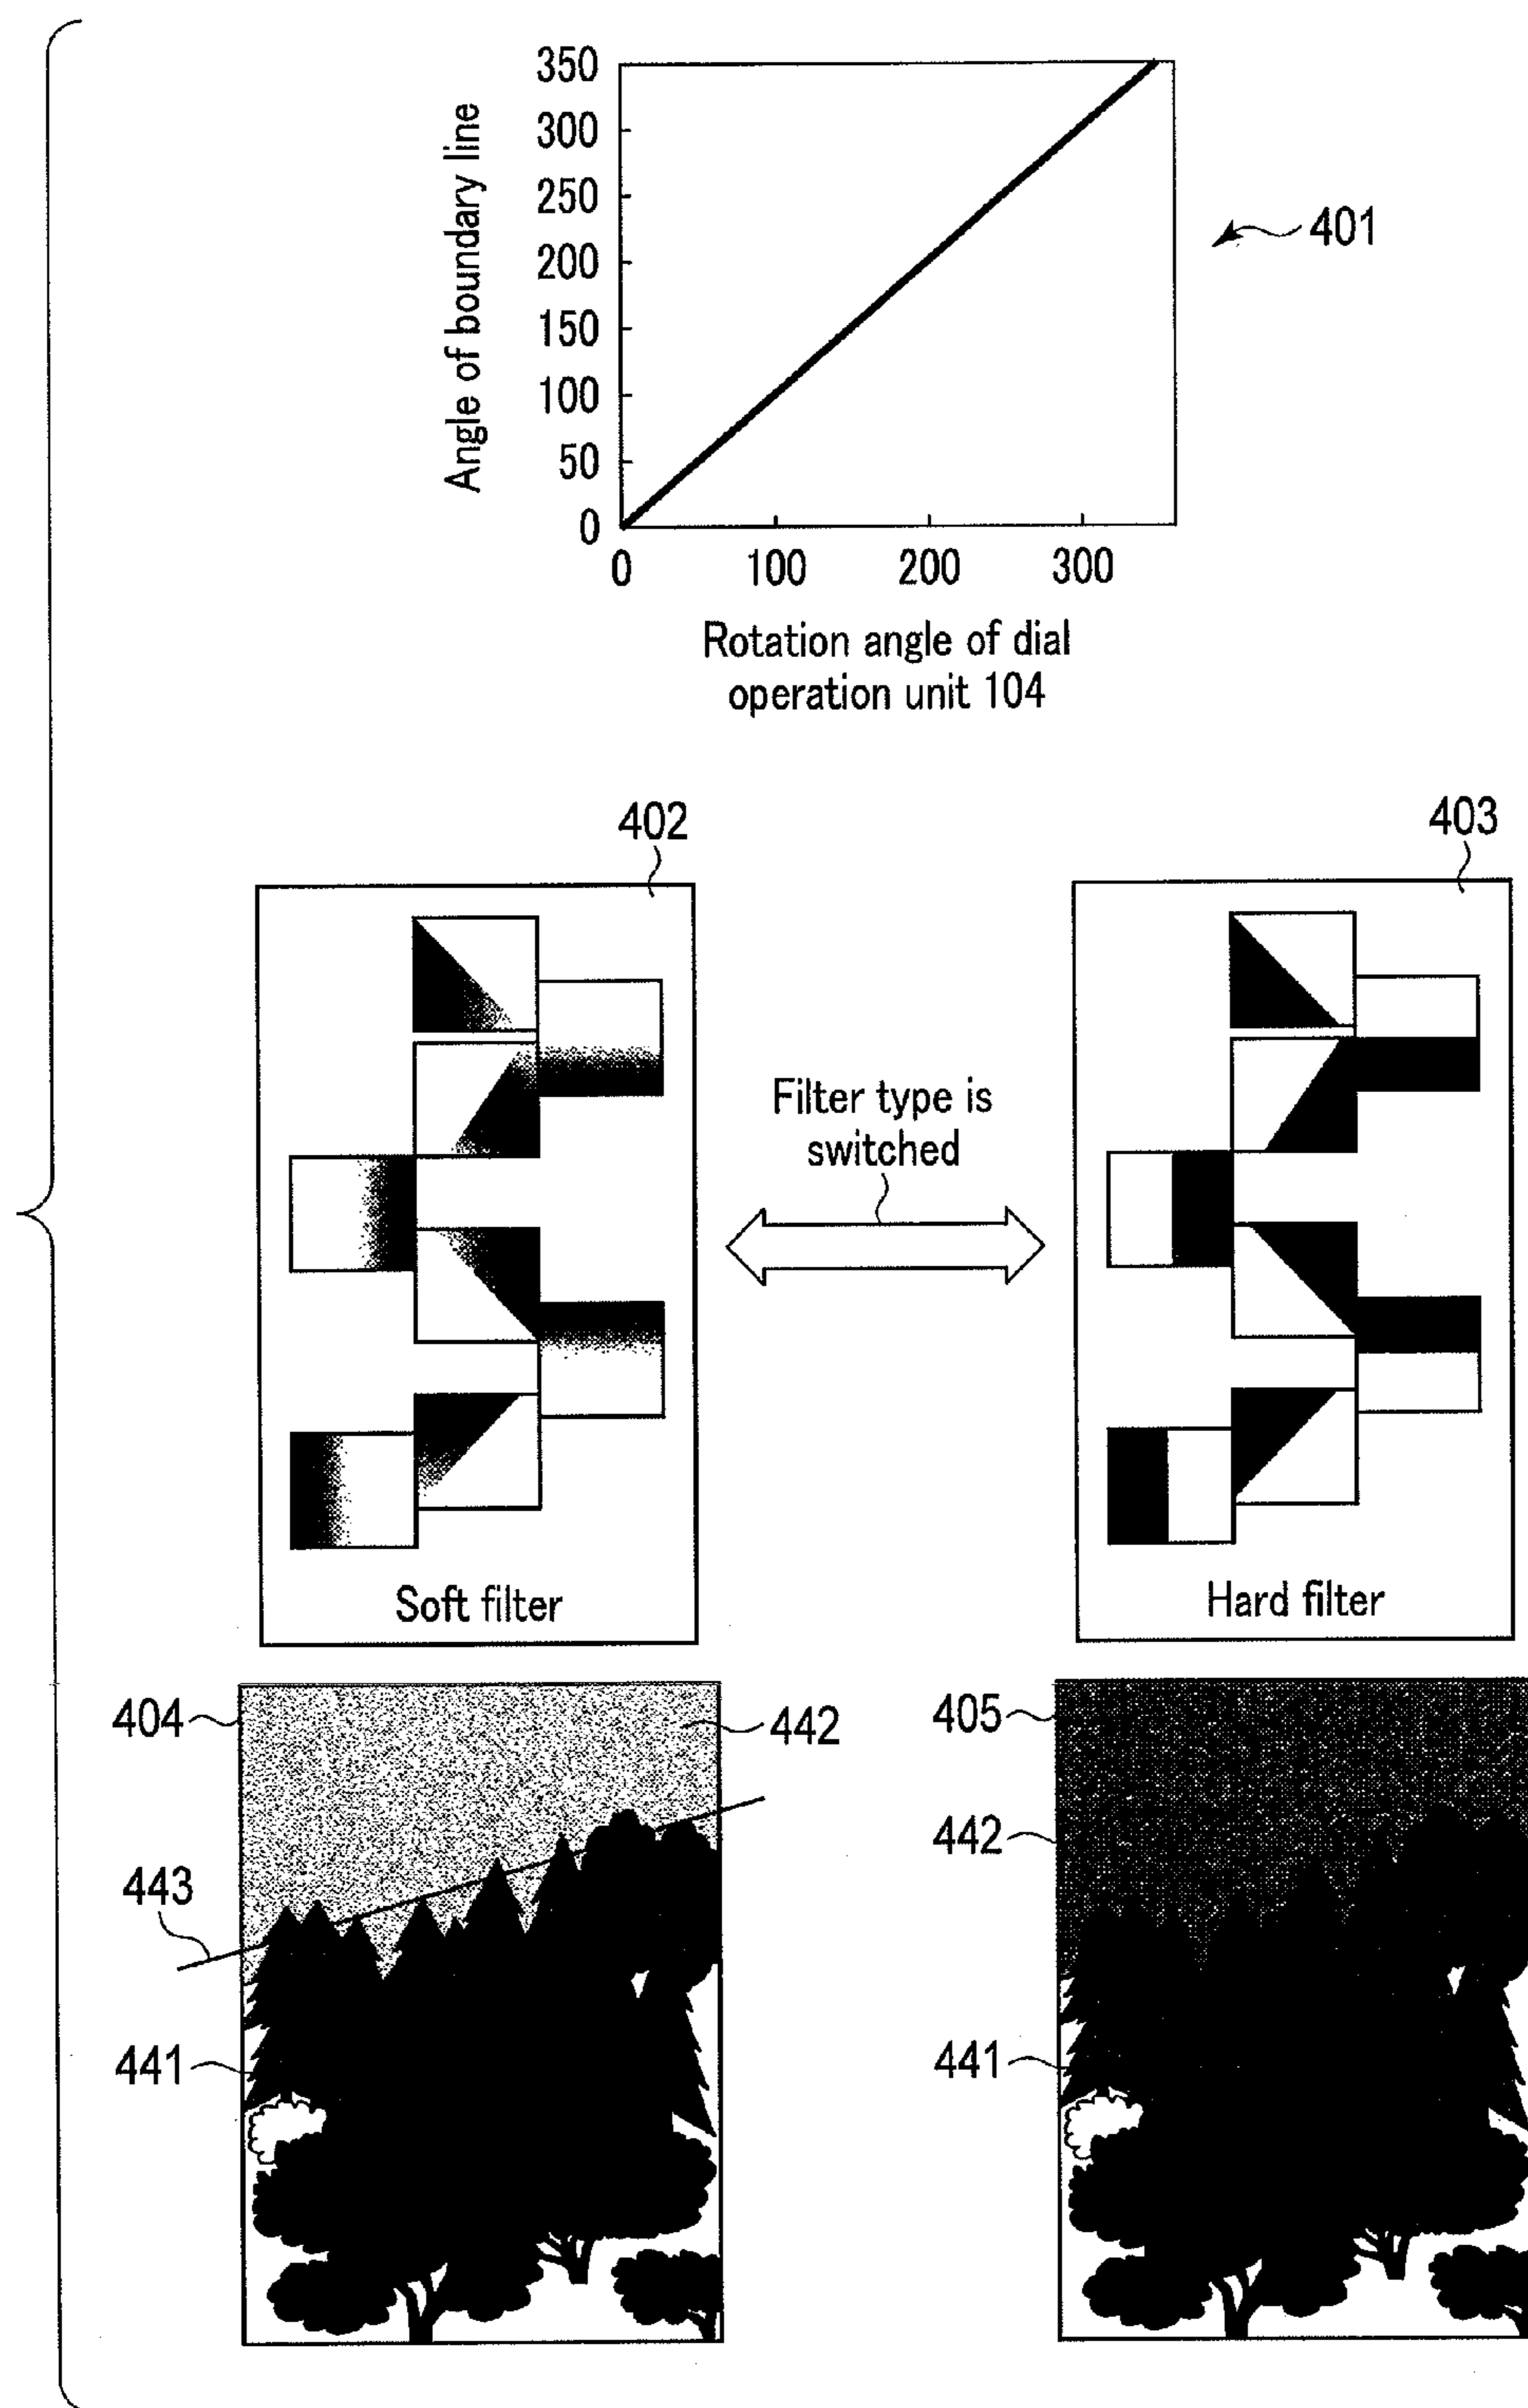 350
300
250
200
150
100
50
0
Angle of boundary line
0 100 200 300
Rotation angle of dial
operation unit 104
401
402
403
Filter type is
switched
Soft filter
Hard filter
404
442
443
441
405
442
441